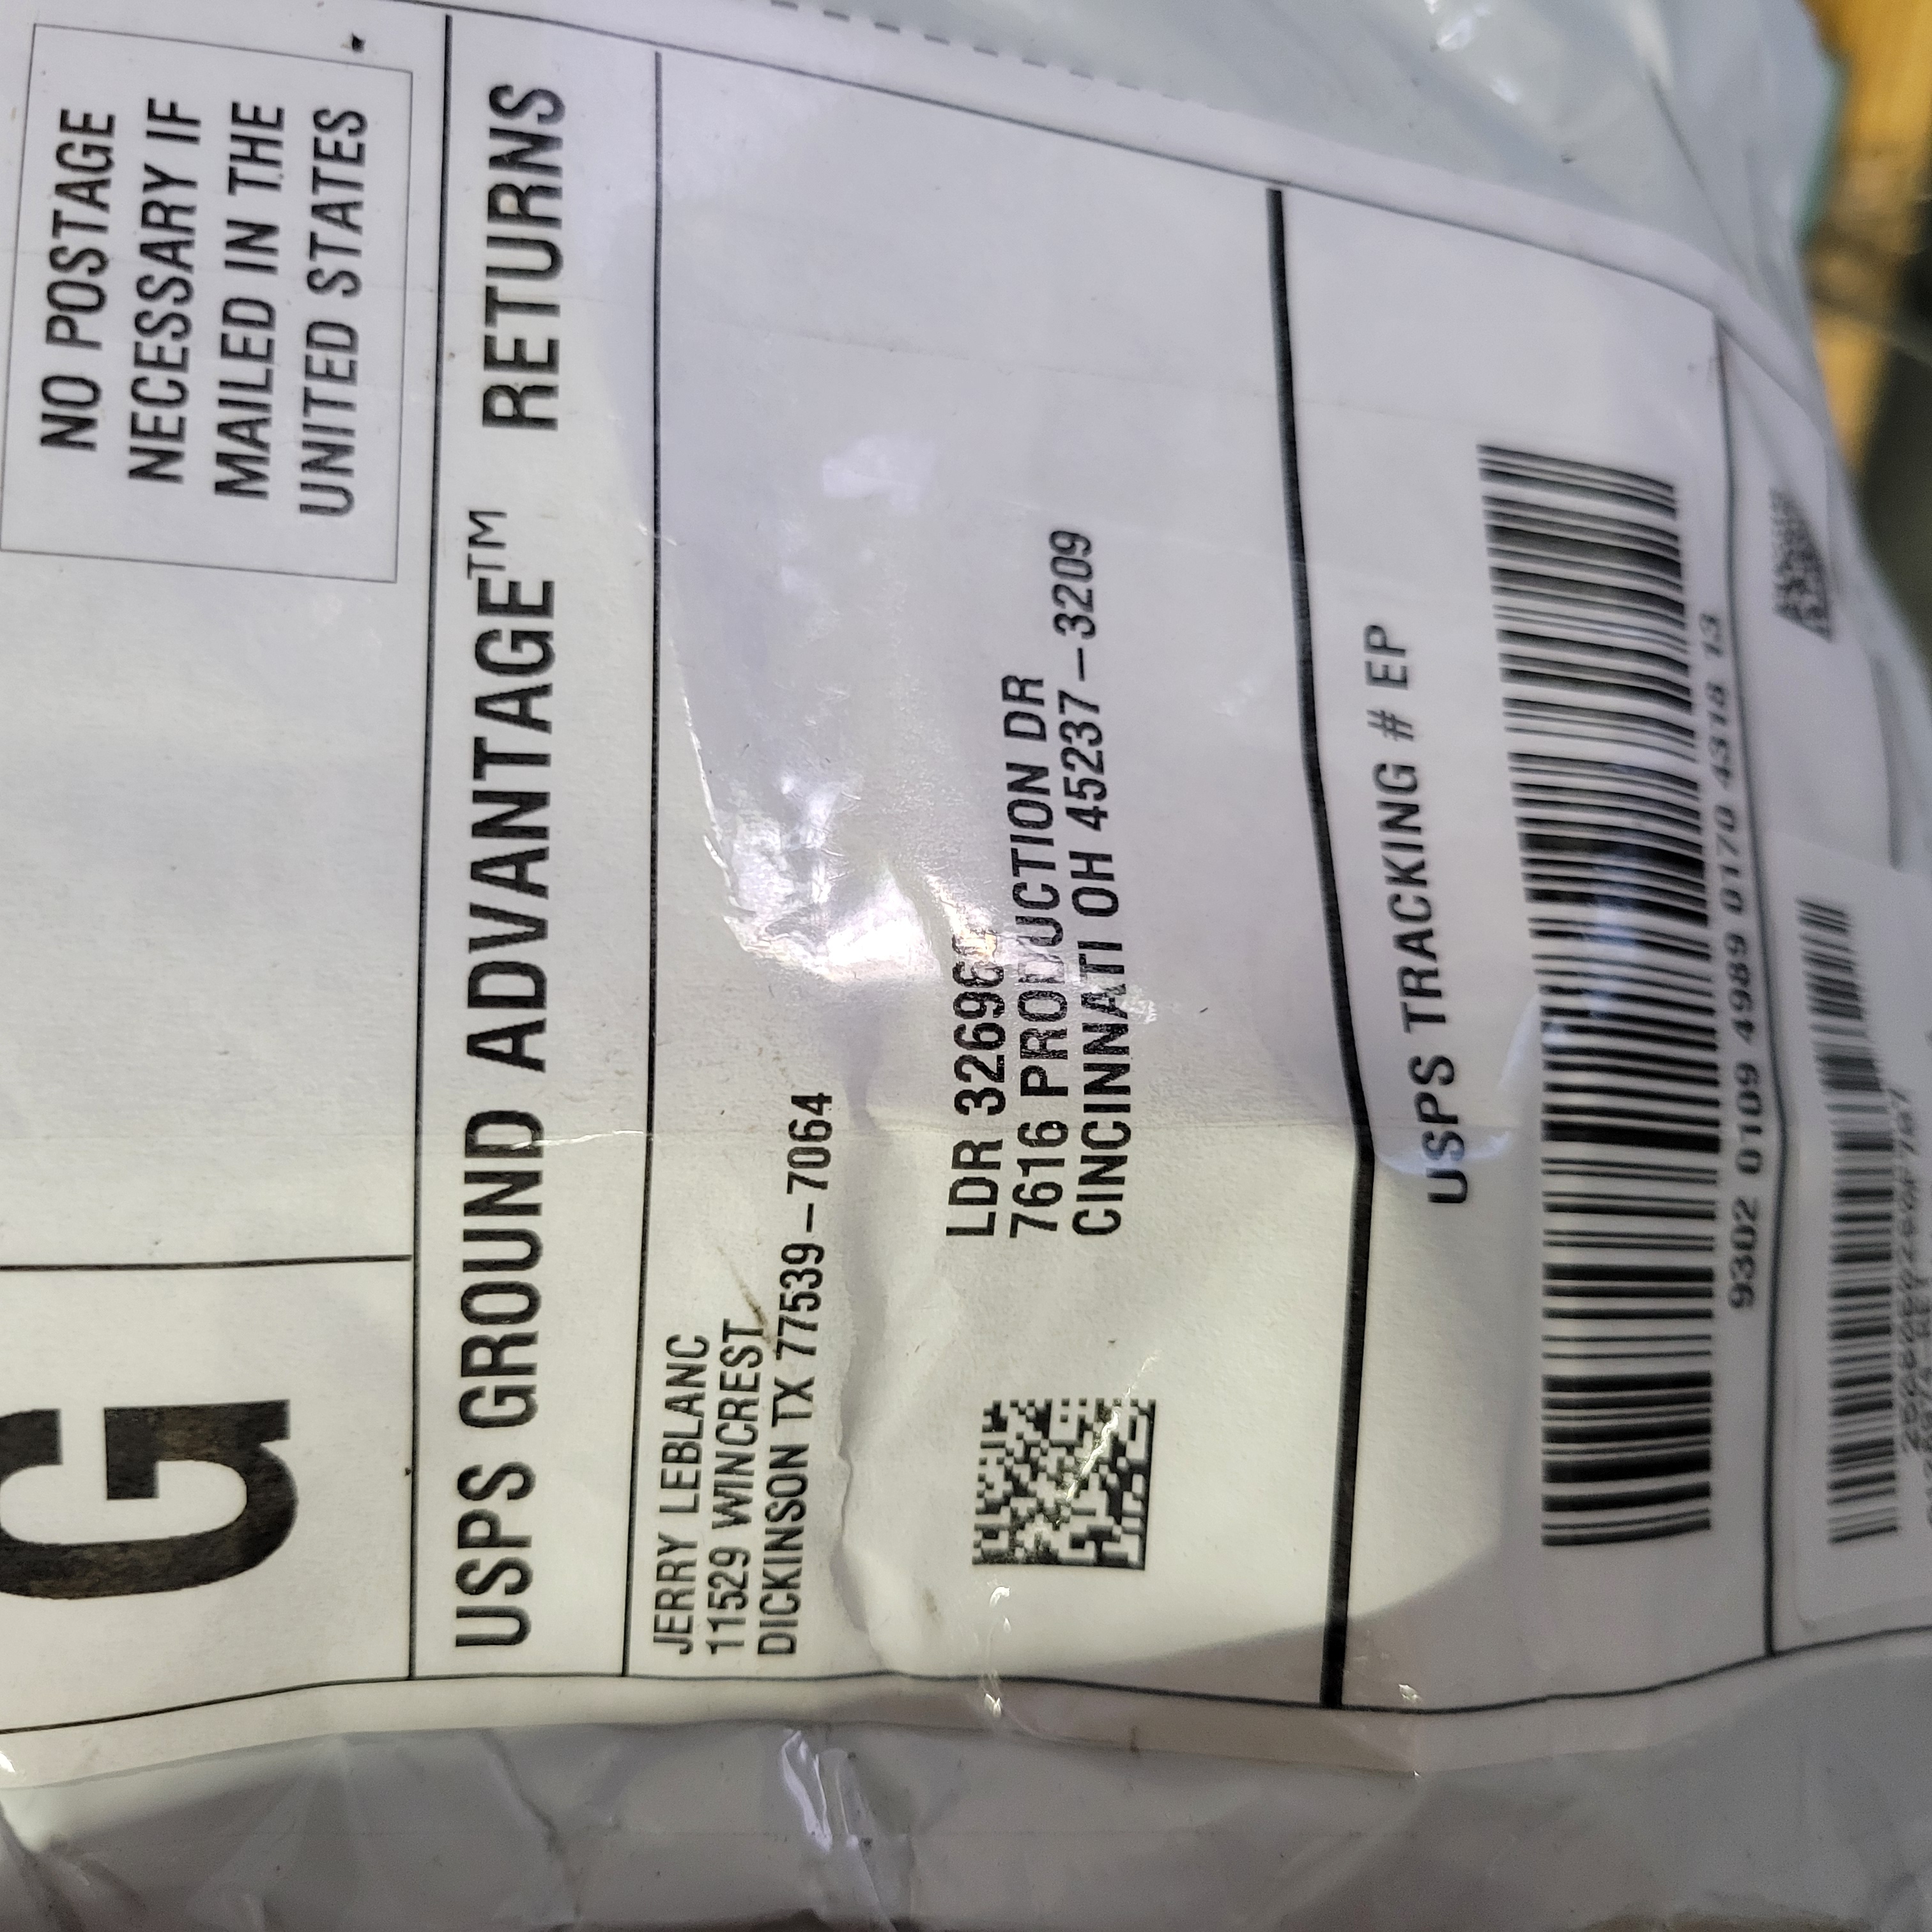 G
NO POSTAGE
NECESSARY IF
MAILED IN THE
UNITED STATES
USPS GROUND ADVANTAGE™ RETURNS
JERRY LEBLANC
11529 WINCREST
DICKINSON TX 77539-7064
LDR
7616 PRODUCTION DR
CINCINNATI OH 45237-3209
USPS TRACKING # EP
9302 0109 4989 0170 4318 13